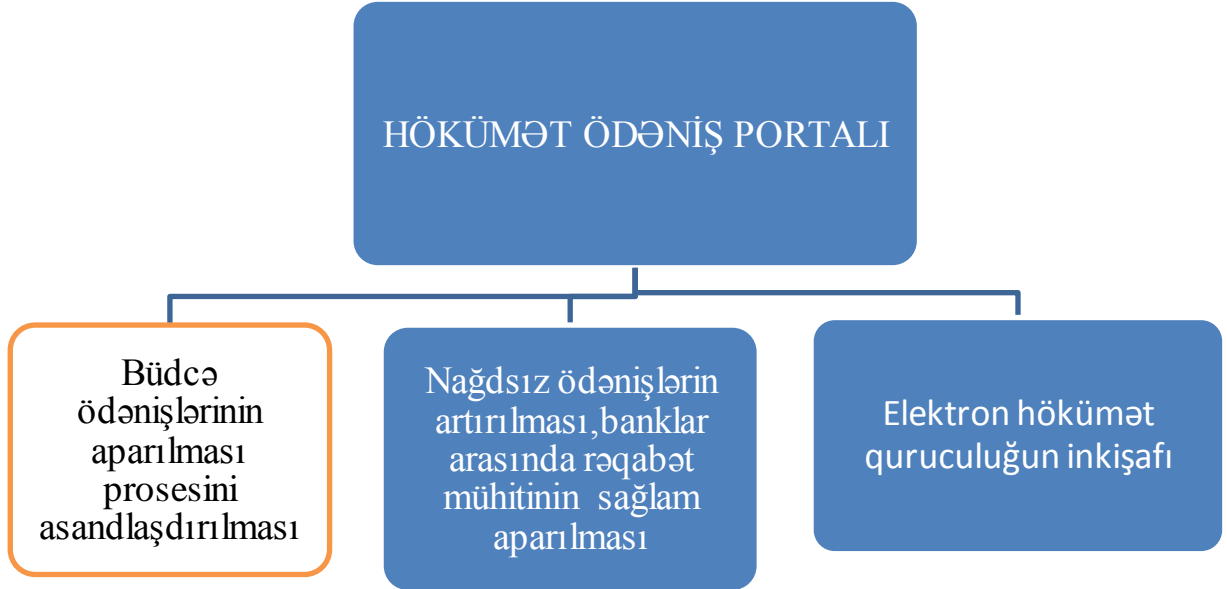 HÖKÜMƏT ÖDƏNİŞ PORTALI
Büdcə
ödənişlərinin
aparılması
prosesini
asandlaşdırılması
Nağdsız ödənişlərin
artırılması,banklar
arasında rəqabət
mühitinin sağlam
aparılması
Elektron hökümət
quruculuğun inkişafı